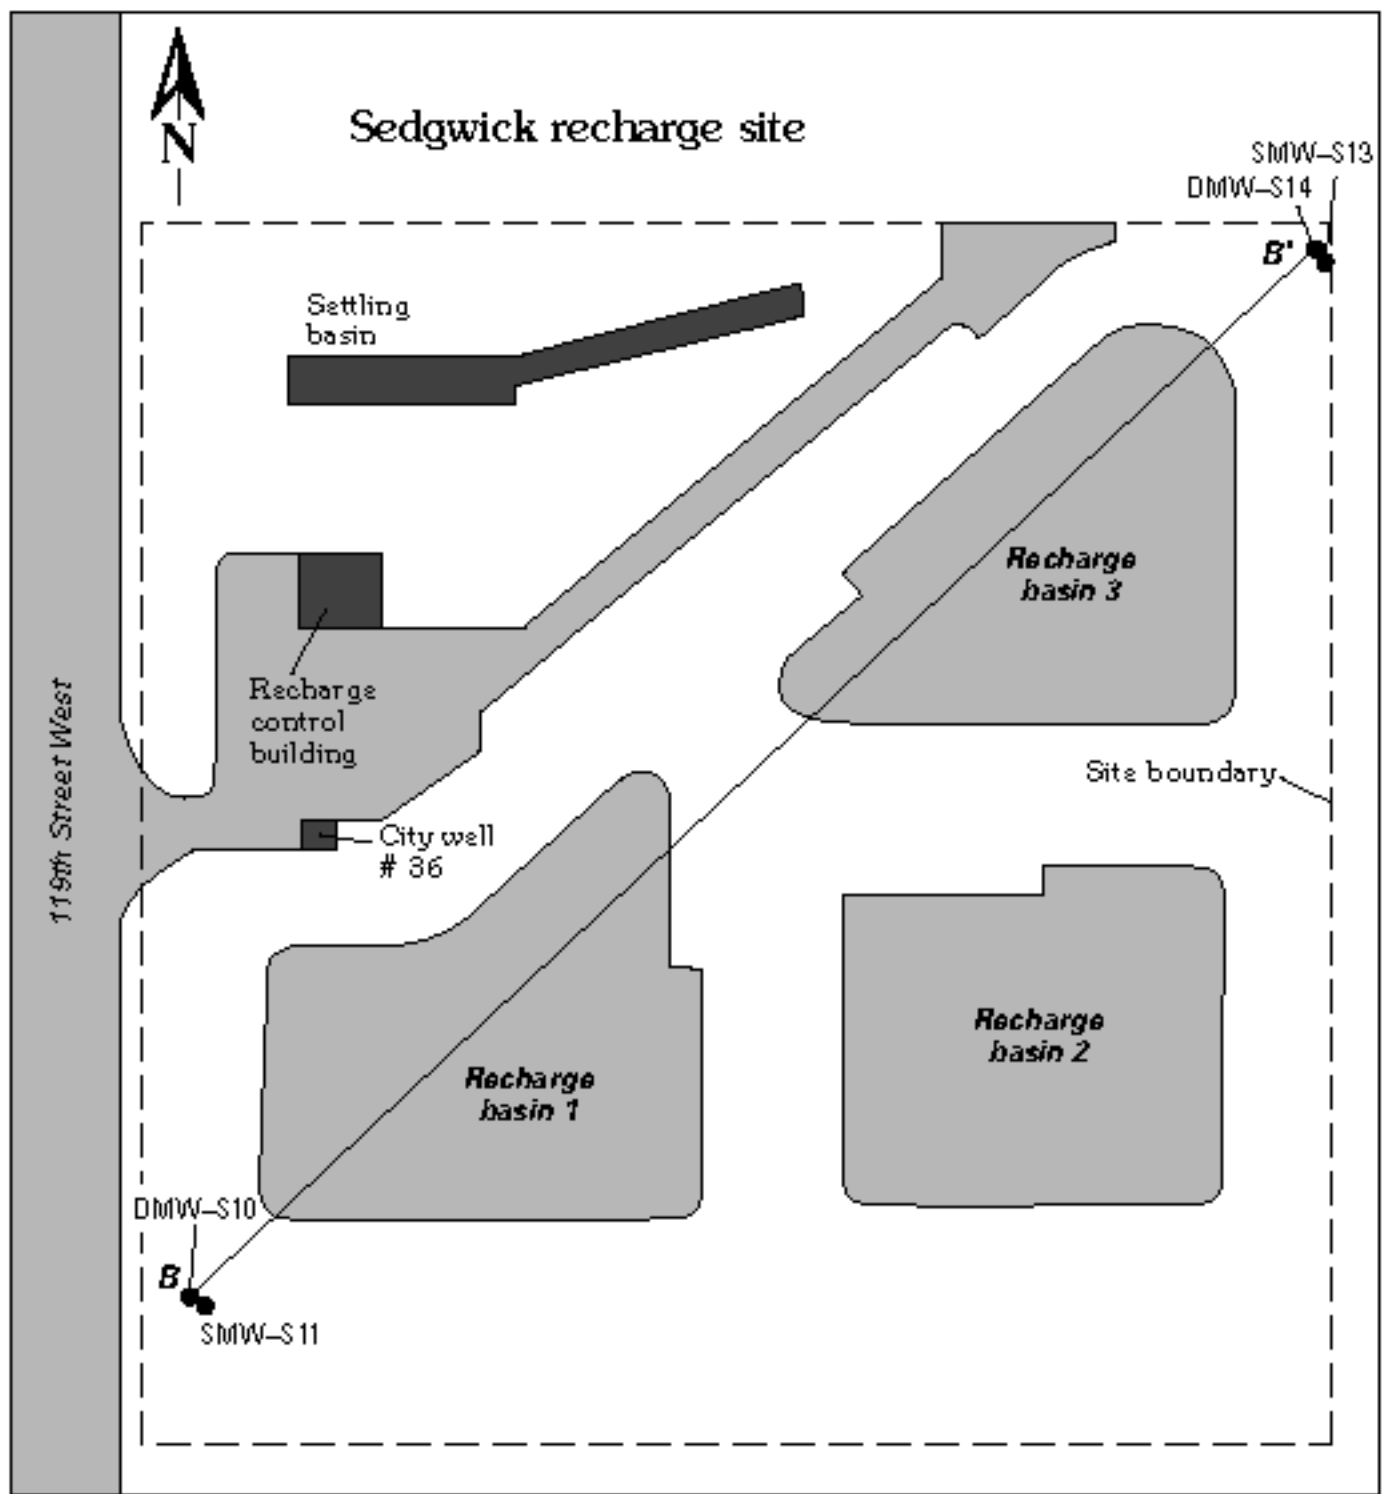 N
Sedgwick recharge site
SMW–S13
DMW–S14
B'
Settling
basin
Recharge
basin 3
Recharge
control
building
119th Street West
Site boundary
City well
# 36
Recharge
basin 2
Recharge
basin 1
DMW–S10
B
SMW–S11